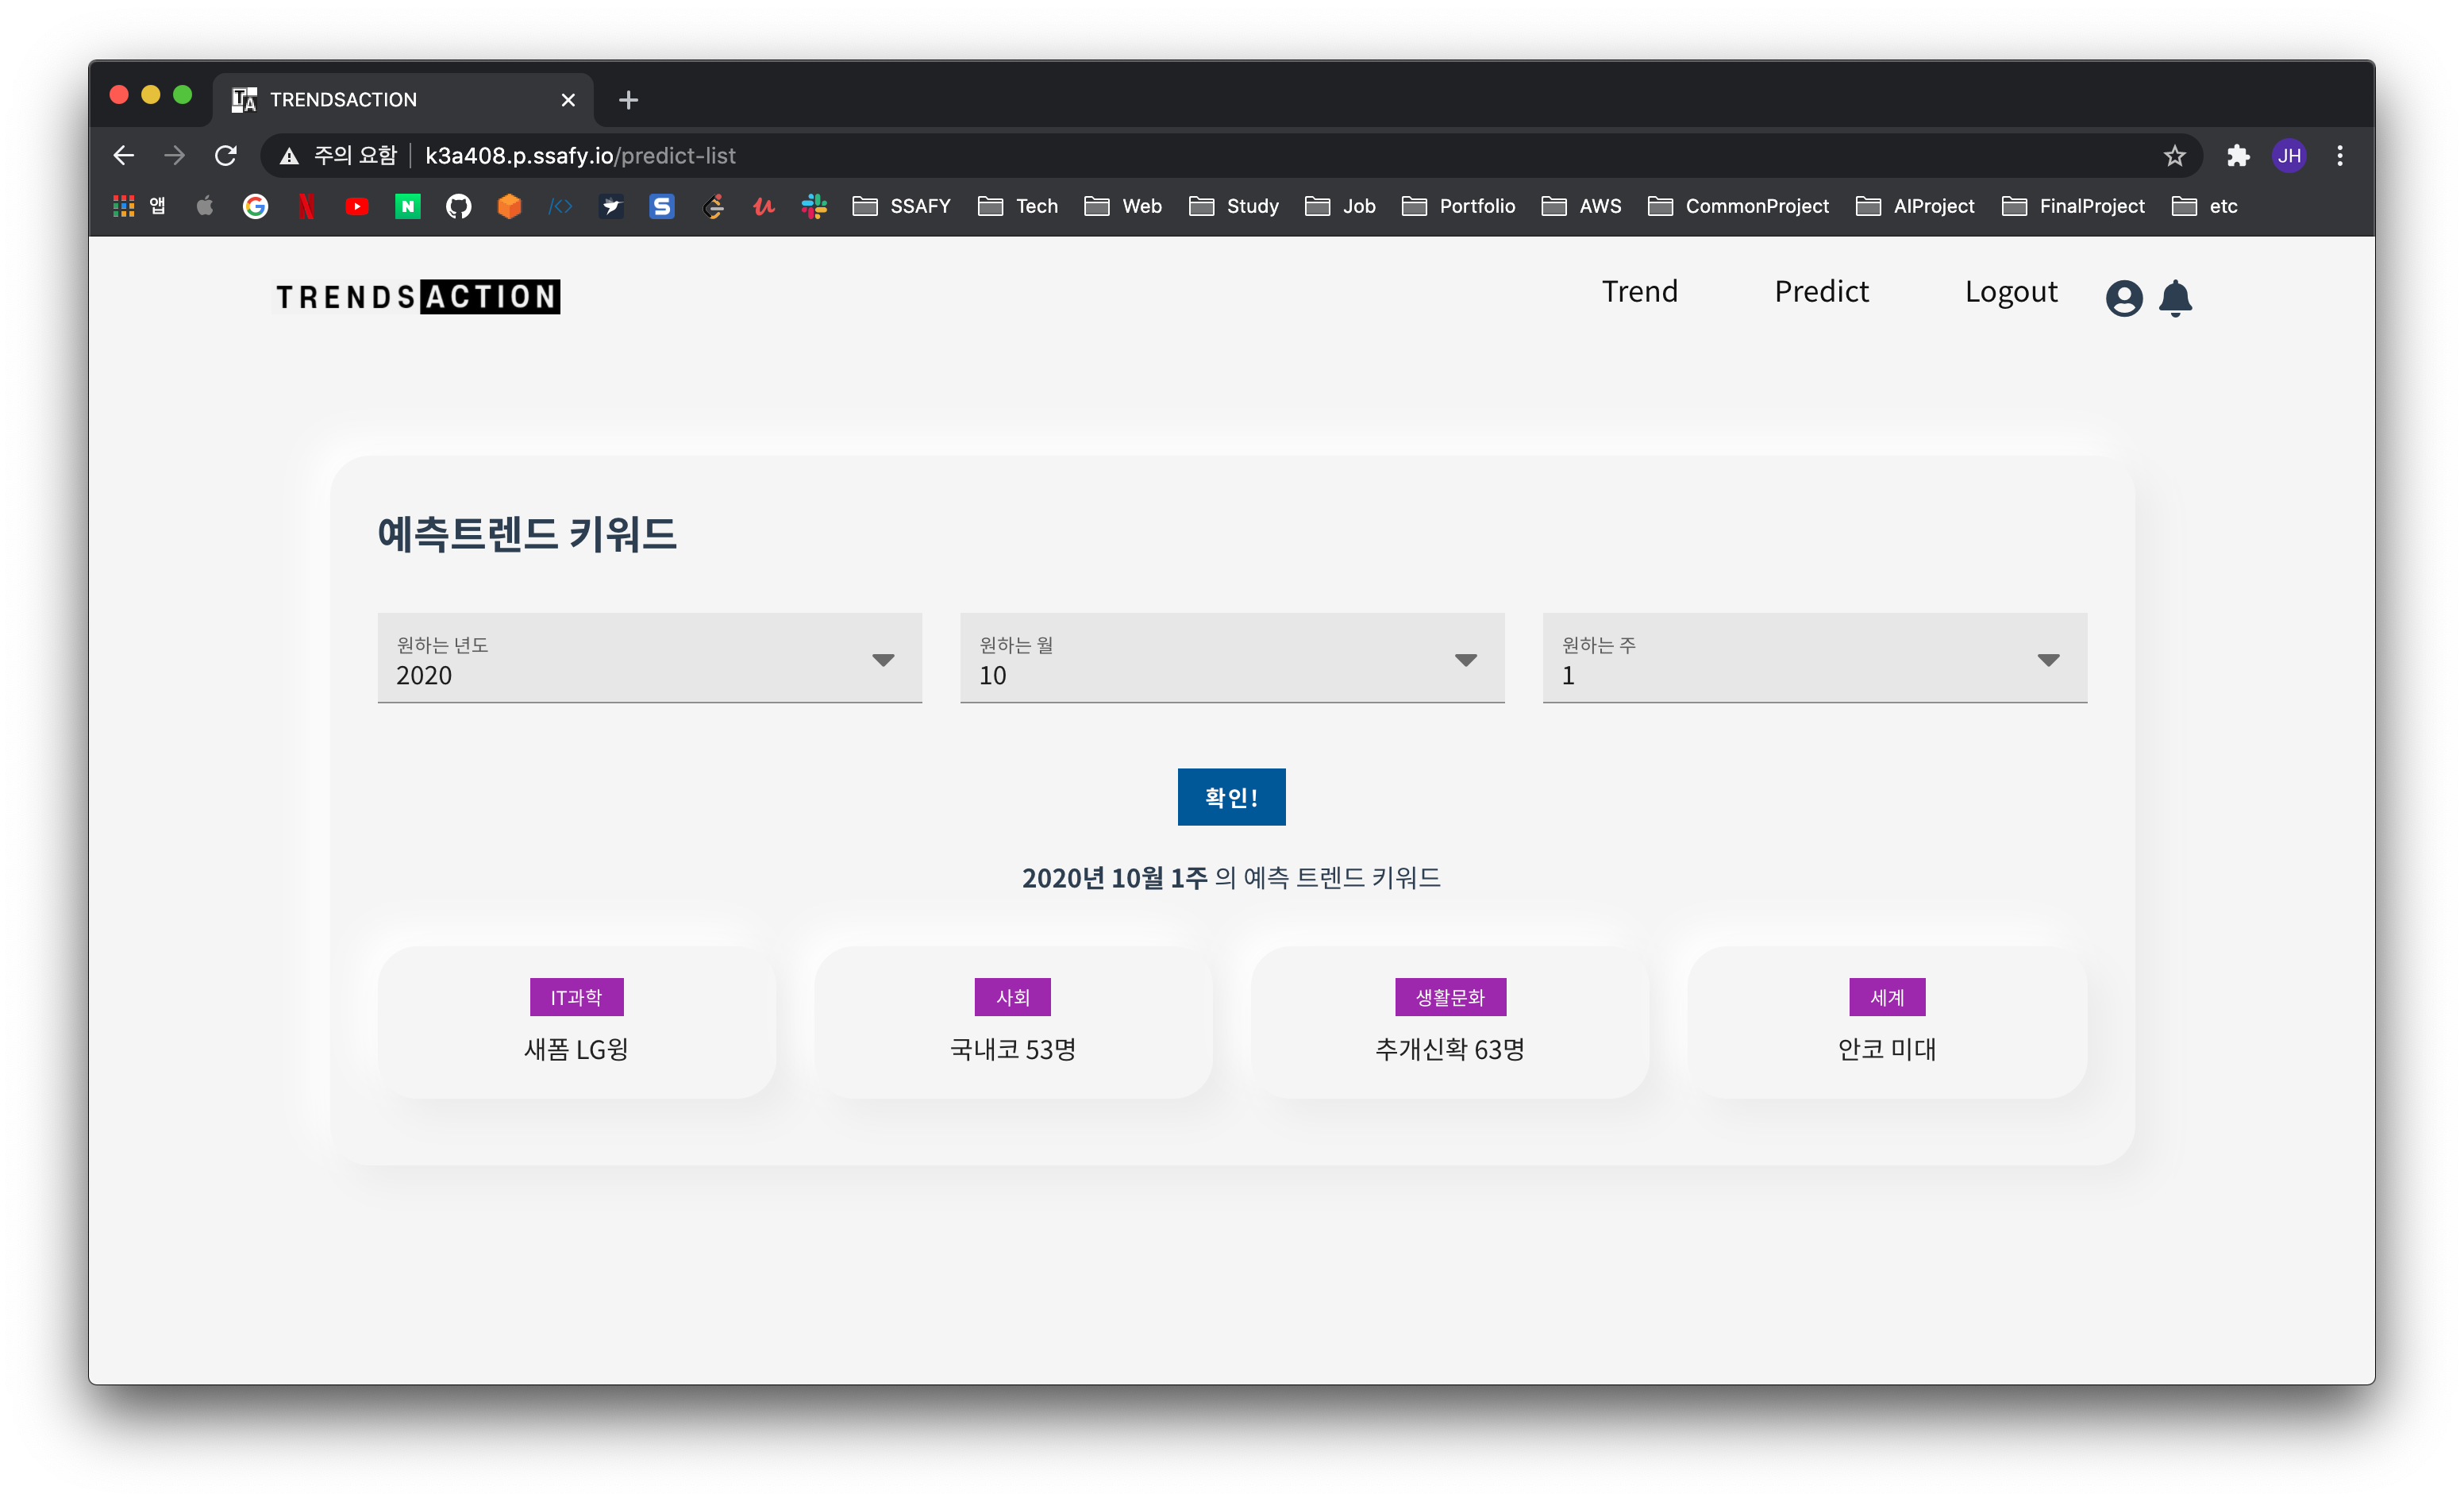 TRENDSACTION
주의 요함 k3a408.p.ssafy.io/predict-list
JH
앱 SSAFY Tech Web Study Job Portfolio AWS CommonProject AIProject FinalProject etc
TRENDSACTION Trend Predict Logout
예측트렌드 키워드
원하는 년도 원하는 월 원하는 주
2020 10 1
확인!
2020년 10월 1주 의 예측 트렌드 키워드
IT과학 사회 생활문화 세계
새폼 LG윙 국내코 53명 추개신확 63명 안코 미대